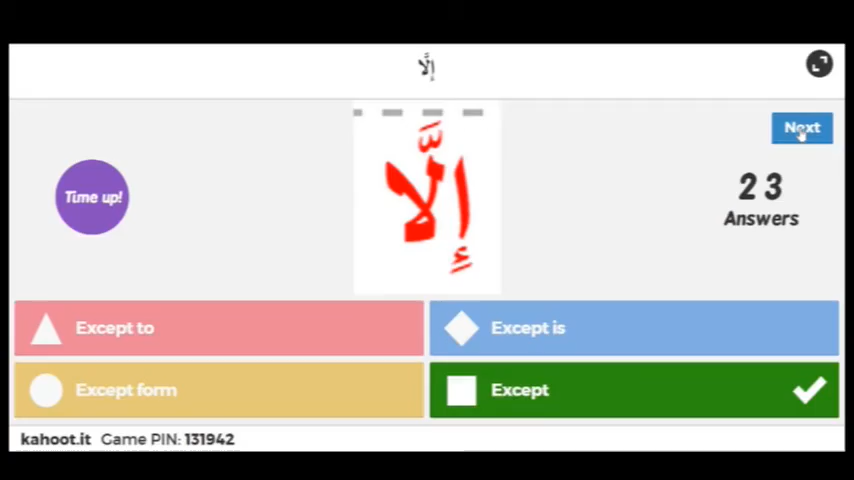 إِلَّا
Next
إِلَّا
Time up!
23
Answers
Except to
Except is
Except form
Except
kahoot.it Game PIN: 131942